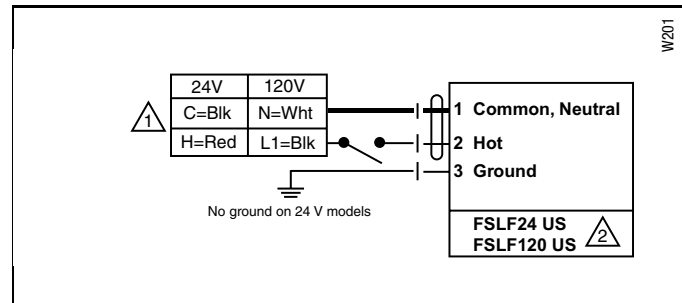 W201
24V 120V
C=Blk N=Wht
H=Red L1=Blk
1
1 Common, Neutral
2 Hot
3 Ground
No ground on 24 V models
FSLF24 US
FSLF120 US
2